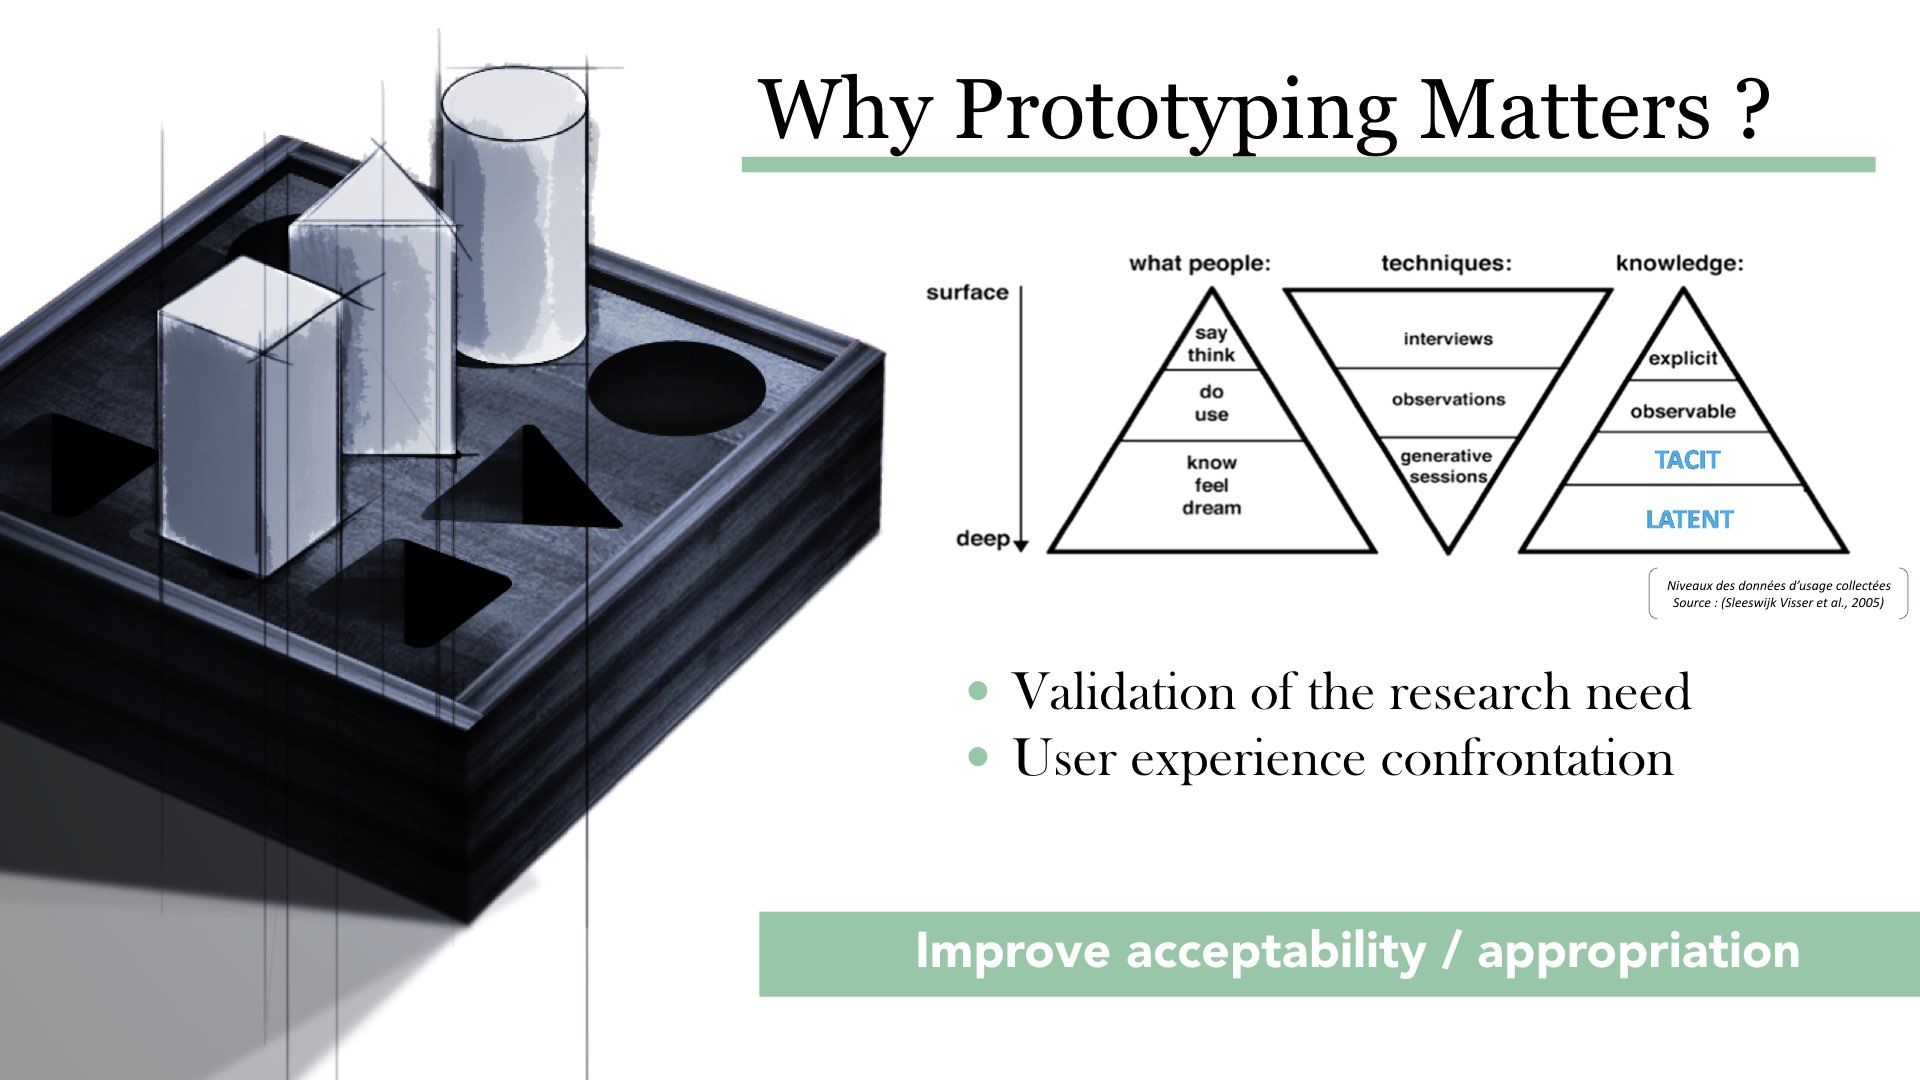 Why Prototyping Matters ?
what people:
techniques:
knowledge:
surface
deep
say
think
do
use
know
feel
dream
interviews
observations
generative
sessions
explicit
observable
TACIT
LATENT
Niveaux des données d’usage collectées
Source : (Sleeswijk Visser et al., 2005)
Validation of the research need
User experience confrontation
Improve acceptability / appropriation